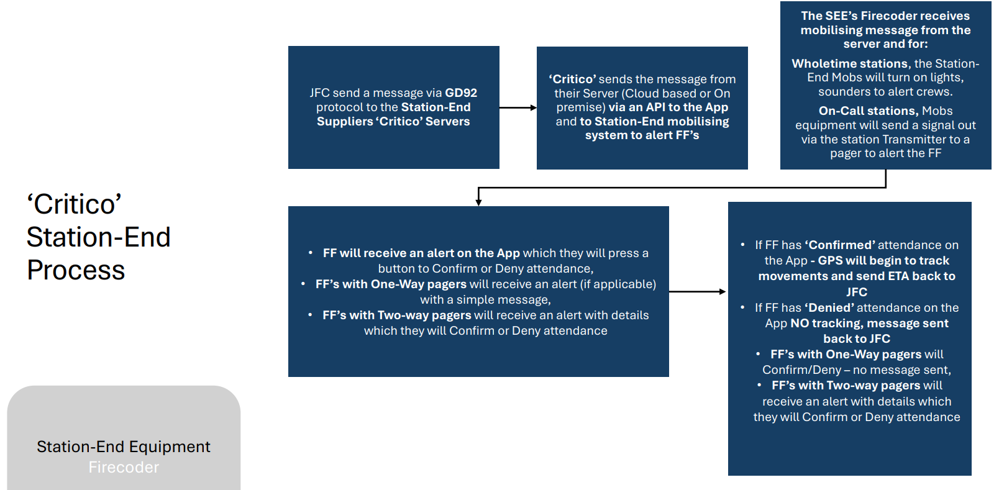 ‘Critico’
Station-End
Process
Station-End Equipment
Firecoder
JFC send a message via GD92
protocol to the Station-End
Suppliers ‘Critico’ Servers
‘Critico’ sends the message from
their Server (Cloud based or On
premise) via an API to the App
and to Station-End mobilising
system to alert FF’s
The SEE’s Firecoder receives
mobilising message from the
server and for:
Wholetime stations, the Station-
End Mobs will turn on lights,
sounders to alert crews.
On-Call stations, Mobs
equipment will send a signal out
via the station Transmitter to a
pager to alert the FF
• FF will receive an alert on the App which they will press a
button to Confirm or Deny attendance,
• FF’s with One-Way pagers will receive an alert (if applicable)
with a simple message,
• FF’s with Two-way pagers will receive an alert with details
which they will Confirm or Deny attendance
• If FF has ‘Confirmed’ attendance on
the App - GPS will begin to track
movements and send ETA back to
JFC
• If FF has ‘Denied’ attendance on the
App NO tracking, message sent
back to JFC
• FF’s with One-Way pagers will
Confirm/Deny – no message sent,
• FF’s with Two-way pagers will
receive an alert with details which
they will Confirm or Deny attendance